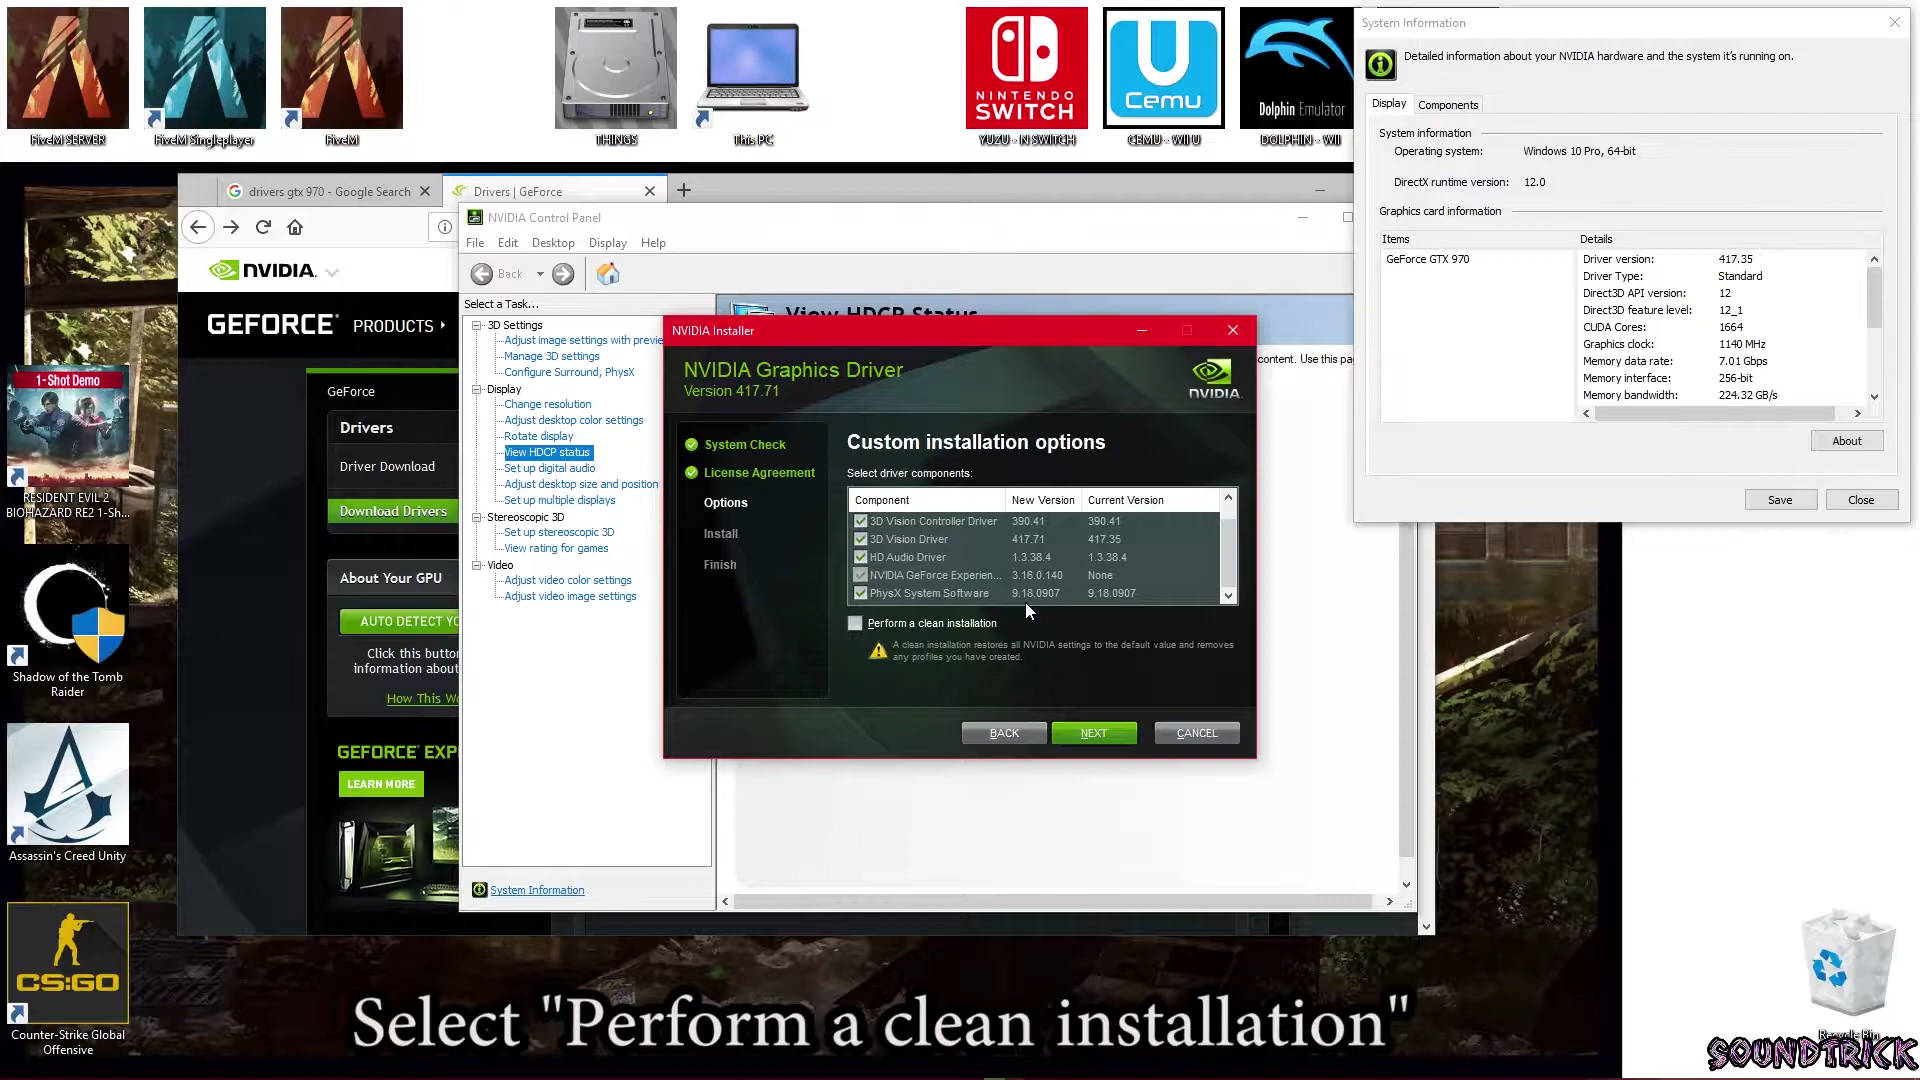 FiveM SERVER
FiveM Singleplayer
FiveM
THINGS
This PC
NINTENDO
SWITCH
YUZU - N SWITCH
U
Cemu
CEMU - WII U
Dolphin Emulator
DOLPHIN - WII
System Information
Detailed information about your NVIDIA hardware and the system it's running on.
Display
Components
System information
Operating system:
Windows 10 Pro, 64-bit
DirectX runtime version:
12.0
Graphics card information
Items
Details
GeForce GTX 970
Driver version: 417.35
Driver Type: Standard
Direct3D API version: 12
Direct3D feature level: 12_1
CUDA Cores: 1664
Graphics clock: 1140 MHz
Memory data rate: 7.01 Gbps
Memory interface: 256-bit
Memory bandwidth: 224.32 GB/s
About
Save
Close
drivers gtx 970 - Google Search
Drivers | GeForce
NVIDIA.
GEFORCE
PRODUCTS
GeForce
Drivers
Driver Download
Download Drivers
About Your GPU
AUTO DETECT YO
Click this button
information about
How This Wo
GEFORCE EXP
LEARN MORE
NVIDIA Control Panel
File Edit Desktop Display Help
Back
Select a Task...
3D Settings
Adjust image settings with previe
Manage 3D settings
Configure Surround, PhysX
Display
Change resolution
Adjust desktop color settings
Rotate display
View HDCP status
Set up digital audio
Adjust desktop size and position
Set up multiple displays
Stereoscopic 3D
Set up stereoscopic 3D
View rating for games
Video
Adjust video color settings
Adjust video image settings
System Information
View HDCP Status
content. Use this pa
NVIDIA Installer
NVIDIA Graphics Driver
Version 417.71
NVIDIA.
System Check
License Agreement
Options
Install
Finish
Custom installation options
Select driver components:
Component New Version Current Version
3D Vision Controller Driver 390.41 390.41
3D Vision Driver 417.71 417.35
HD Audio Driver 1.3.38.4 1.3.38.4
NVIDIA GeForce Experien... 3.16.0.140 None
PhysX System Software 9.18.0907 9.18.0907
Perform a clean installation
A clean installation restores all NVIDIA settings to the default value and removes
any profiles you have created.
BACK
NEXT
CANCEL
1-Shot Demo
RESIDENT EVIL 2
BIOHAZARD RE2 1-Sh...
Shadow of the Tomb
Raider
Assassin's Creed Unity
CS:GO
Counter-Strike Global
Offensive
Select "Perform a clean installation"
Recycle Bin
SOUNDTRICK